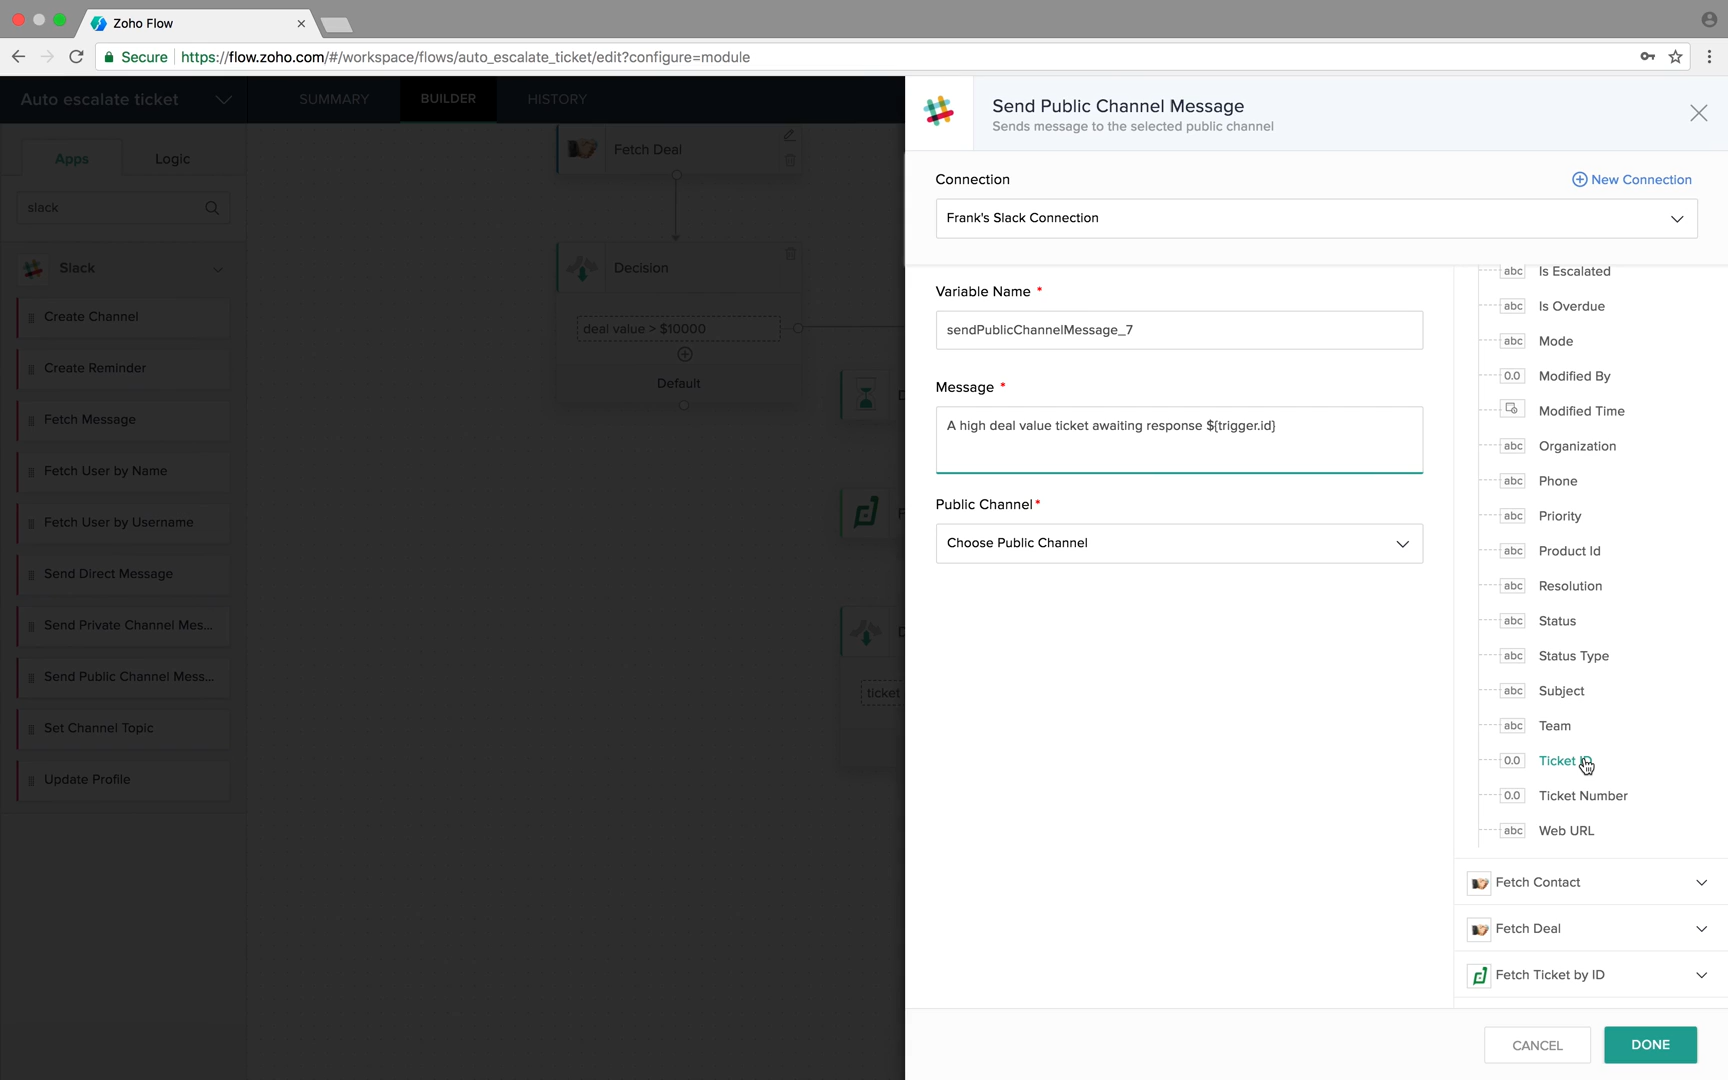 Zoho Flow
Secure
https://flow.zoho.com/#/workspace/flows/auto_escalate_ticket/edit?configure=module
Auto escalate ticket
SUMMARY
BUILDER
HISTORY
Apps
Logic
slack
Slack
Create Channel
Create Reminder
Fetch Message
Fetch User by Name
Fetch User by Username
Send Direct Message
Send Private Channel Mes...
Send Public Channel Mess...
Set Channel Topic
Update Profile
Fetch Deal
Decision
deal value > $10000
Default
ticket
Send Public Channel Message
Sends message to the selected public channel
Connection
New Connection
Frank's Slack Connection
Variable Name *
sendPublicChannelMessage_7
Message *
A high deal value ticket awaiting response ${trigger.id}
Public Channel*
Choose Public Channel
abc Is Escalated
abc Is Overdue
abc Mode
0.0 Modified By
Modified Time
abc Organization
abc Phone
abc Priority
abc Product Id
abc Resolution
abc Status
abc Status Type
abc Subject
abc Team
0.0 Ticket ID
0.0 Ticket Number
abc Web URL
Fetch Contact
Fetch Deal
Fetch Ticket by ID
CANCEL
DONE